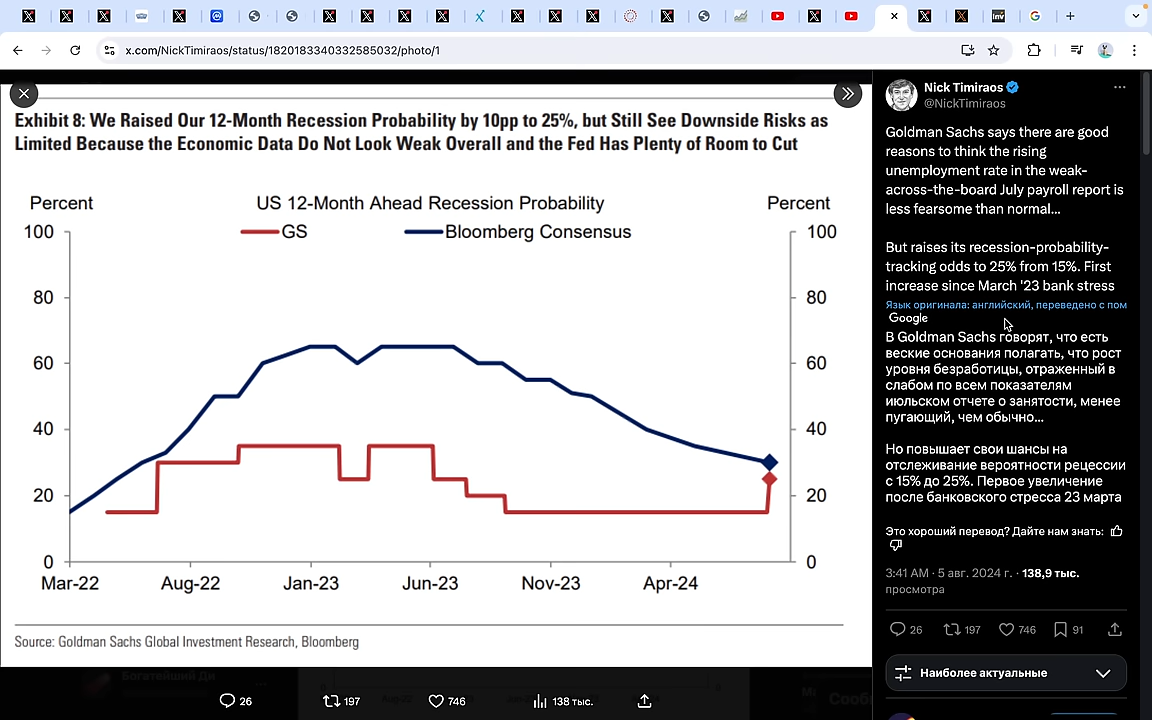 x.com/NickTimiraos/status/1820183340332585032/photo/1
Exhibit 8: We Raised Our 12-Month Recession Probability by 10pp to 25%, but Still See Downside Risks as
Limited Because the Economic Data Do Not Look Weak Overall and the Fed Has Plenty of Room to Cut
Percent
US 12-Month Ahead Recession Probability
Percent
GS
Bloomberg Consensus
100
100
80
80
60
60
40
40
20
20
0
0
Mar-22
Aug-22
Jan-23
Jun-23
Nov-23
Apr-24
Source: Goldman Sachs Global Investment Research, Bloomberg
26
197
746
138 тыс.
Nick Timiraos
@NickTimiraos
Goldman Sachs says there are good
reasons to think the rising
unemployment rate in the weak-
across-the-board July payroll report is
less fearsome than normal...
But raises its recession-probability-
tracking odds to 25% from 15%. First
increase since March '23 bank stress
Язык оригинала: английский, переведено с пом
Google
В Goldman Sachs говорят, что есть
веские основания полагать, что рост
уровня безработицы, отраженный в
слабом по всем показателям
июльском отчете о занятости, менее
пугающий, чем обычно...
Но повышает свои шансы на
отслеживание вероятности рецессии
с 15% до 25%. Первое увеличение
после банковского стресса 23 марта
Это хороший перевод? Дайте нам знать:
3:41 AM · 5 авг. 2024 г. · 138,9 тыс.
просмотра
26
197
746
91
Наиболее актуальные